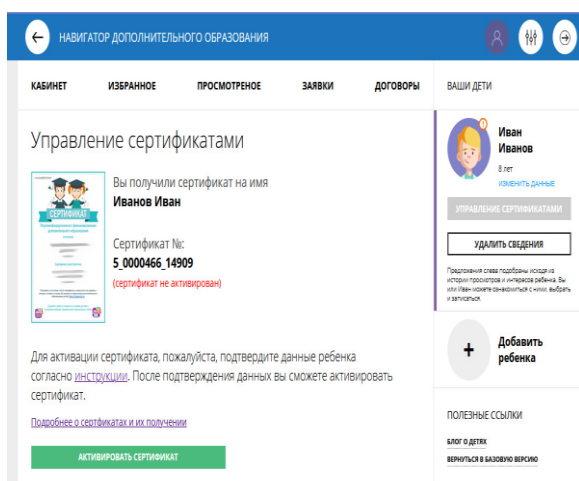 НАВИГАТОР ДОПОЛНИТЕЛЬНОГО ОБРАЗОВАНИЯ
КАБИНЕТ
ИЗБРАННОЕ
ПРОСМОТРЕНОЕ
ЗАЯВКИ
ДОГОВОРЫ
Управление сертификатами
СЕРТИФИКАТ
Вы получили сертификат на имя
Иванов Иван
Сертификат №:
5_0000466_14909
(сертификат не активирован)
Для активации сертификата, пожалуйста, подтвердите данные ребенка
согласно инструкции. После подтверждения данных вы сможете активировать
сертификат.
Подробнее о сертфикатах и их получении
АКТИВИРОВАТЬ СЕРТИФИКАТ
ВАШИ ДЕТИ
Иван
Иванов
8 лет
ИЗМЕНИТЬ ДАННЫЕ
УПРАВЛЕНИЕ СЕРТИФИКАТАМИ
УДАЛИТЬ СВЕДЕНИЯ
Предложения слева подобраны исходя из
истории просмотров и интересов ребенка. Вы
или Иван можете ознакомиться с ними, выбрать
и записаться.
Добавить
ребенка
ПОЛЕЗНЫЕ ССЫЛКИ
БЛОГ О ДЕТЯХ
ВЕРНУТЬСЯ В БАЗОВУЮ ВЕРСИЮ